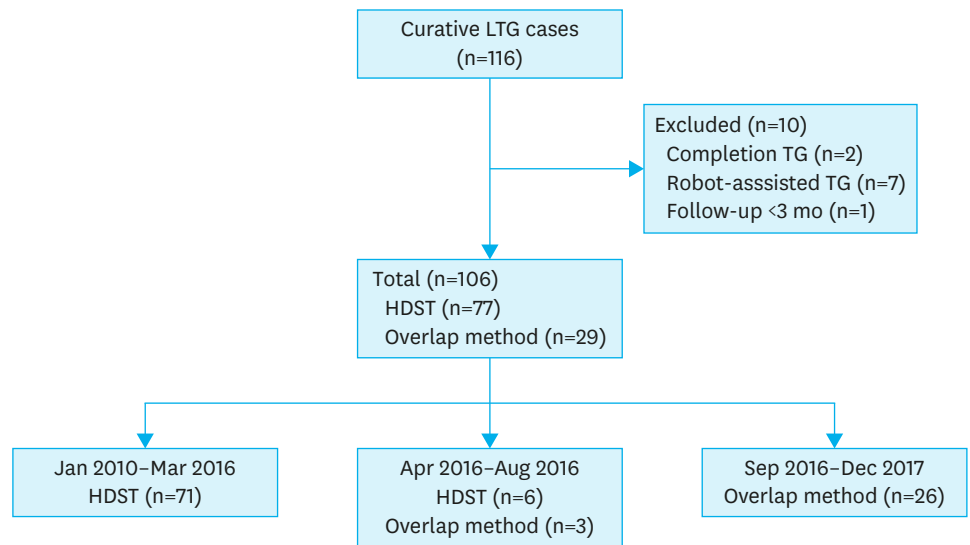 Curative LTG cases
(n=116)
Excluded (n=10)
Completion TG (n=2)
Robot-asssisted TG (n=7)
Follow-up <3 mo (n=1)
Total (n=106)
HDST (n=77)
Overlap method (n=29)
Jan 2010–Mar 2016
HDST (n=71)
Apr 2016–Aug 2016
HDST (n=6)
Overlap method (n=3)
Sep 2016–Dec 2017
Overlap method (n=26)